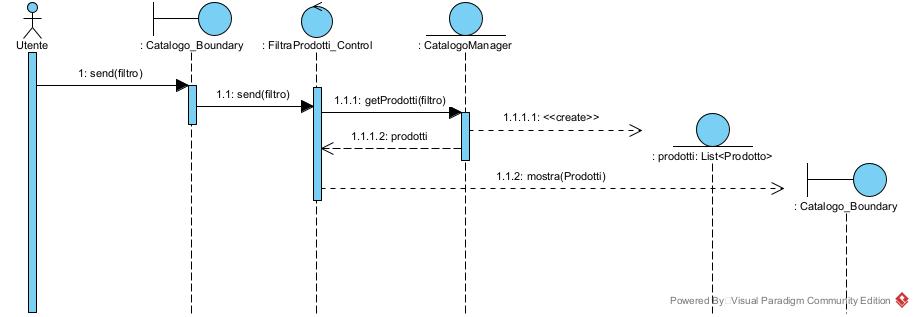 Utente
: Catalogo_Boundary
: FiltraProdotti_Control
: CatalogoManager
1: send(filtro)
1.1: send(filtro)
1.1.1: getProdotti(filtro)
1.1.1.1: <<create>>
1.1.1.2: prodotti
: prodotti: List<Prodotto>
1.1.2: mostra(Prodotti)
: Catalogo_Boundary
Powered By: Visual Paradigm Community Edition